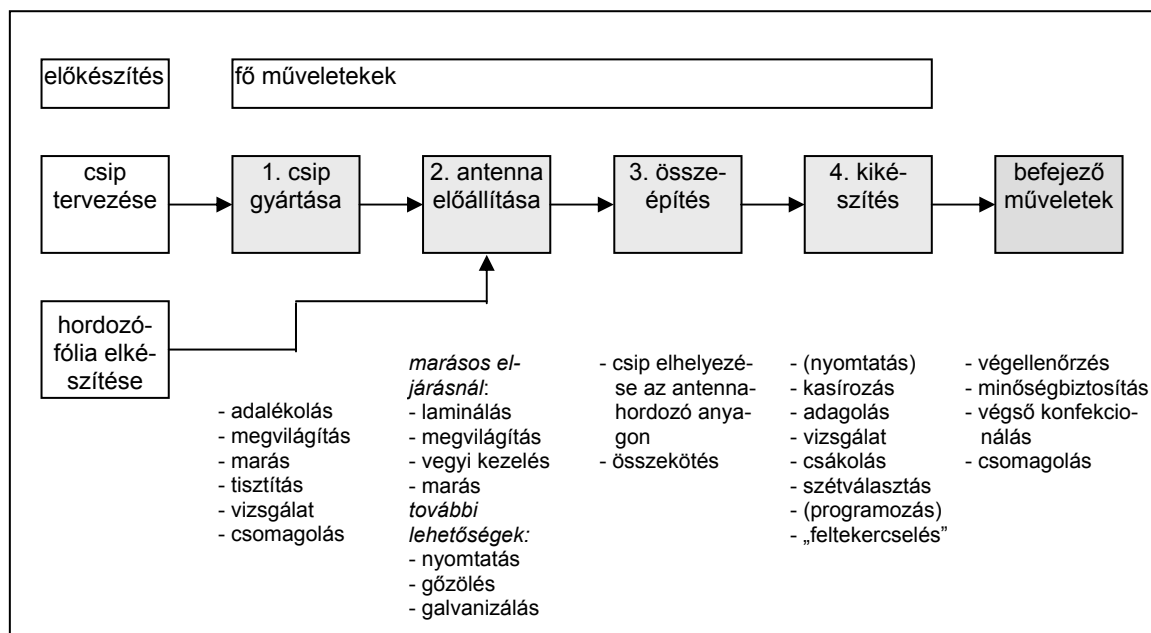 előkészítés
fő műveletekek
csip
tervezése
1. csip
gyártása
2. antenna
előállítása
3. össze-
építés
4. kiké-
szítés
befejező
műveletek
hordozó-
fólia elké-
szítése
- adalékolás
- megvilágítás
- marás
- tisztítás
- vizsgálat
- csomagolás
marásos el-
járásnál:
- laminálás
- megvilágítás
- vegyi kezelés
- marás
további
lehetőségek:
- nyomtatás
- gőzölés
- galvanizálás
- csip elhelyezé-
se az antenna-
hordozó anya-
gon
- összekötés
- (nyomtatás)
- kasírozás
- adagolás
- vizsgálat
- csákolás
- szétválasztás
- (programozás)
- „feltekercselés”
- végellenőrzés
- minőségbiztosítás
- végső konfekcio-
nálás
- csomagolás